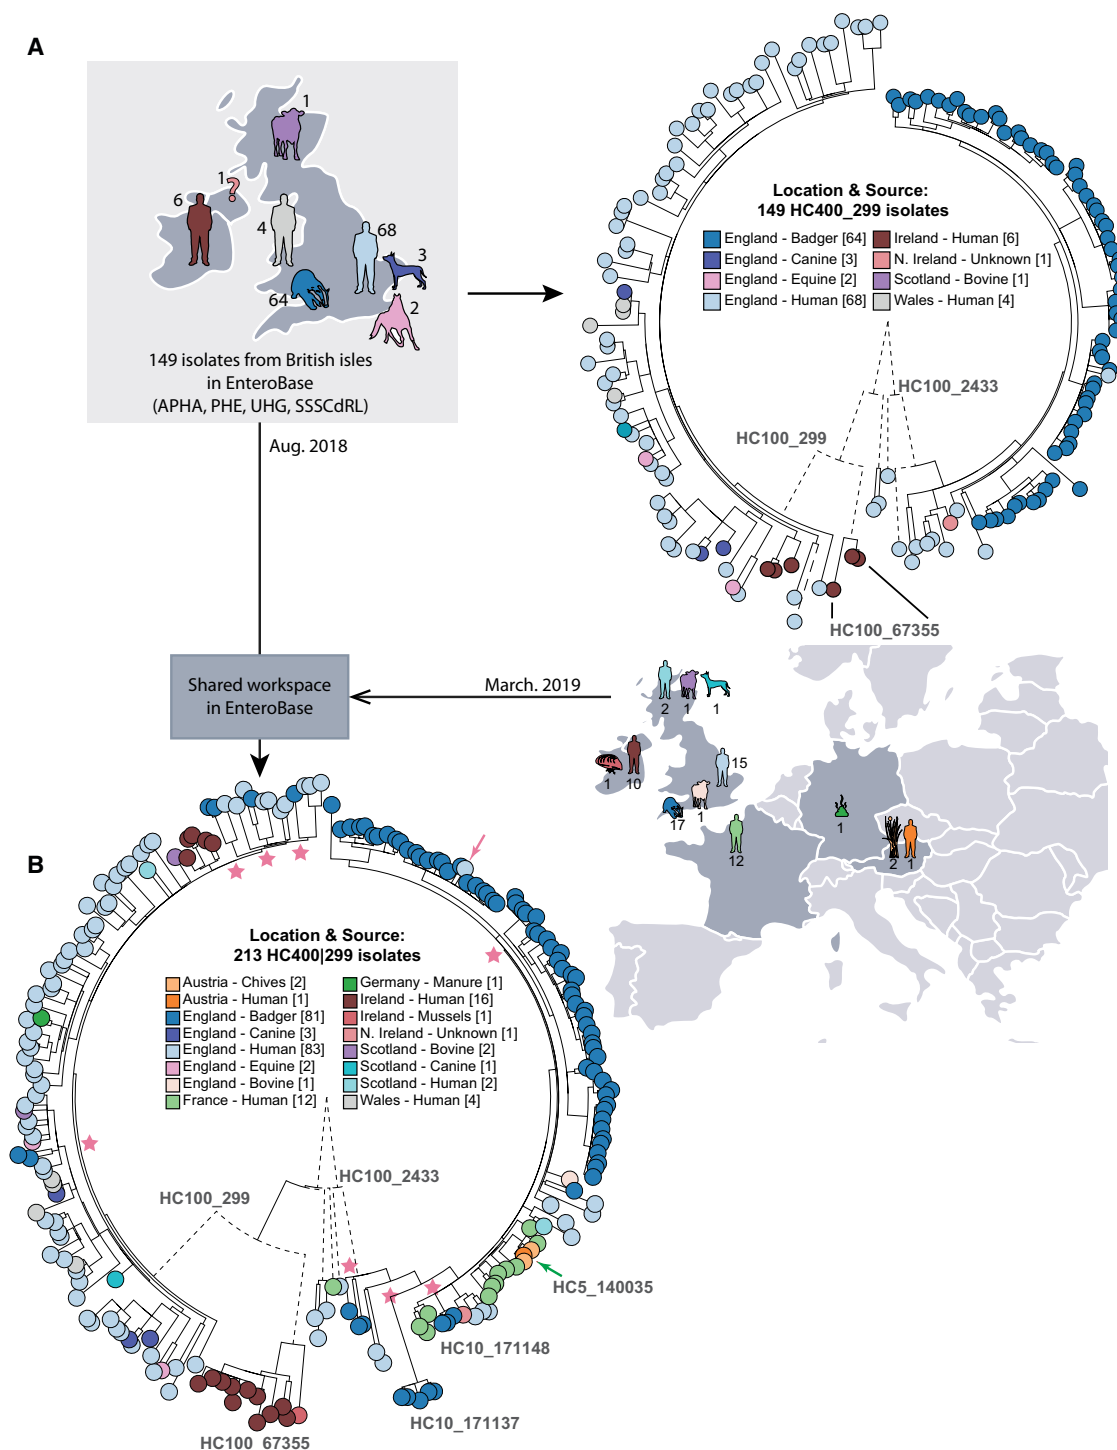 A
1
1
?
6
4
68
3
64
2
149 isolates from British isles
in EnteroBase
(APHA, PHE, UHG, SSSCdRL)
Aug. 2018
Location & Source:
149 HC400_299 isolates
England - Badger [64]
England - Canine [3]
England - Equine [2]
England - Human [68]
Ireland - Human [6]
N. Ireland - Unknown [1]
Scotland - Bovine [1]
Wales - Human [4]
HC100_2433
HC100_299
HC100_67355
Shared workspace
in EnteroBase
March. 2019
2
1
1
1
10
15
17
1
12
1
2
1
B
Location & Source:
213 HC400|299 isolates
Austria - Chives [2]
Austria - Human [1]
England - Badger [81]
England - Canine [3]
England - Human [83]
England - Equine [2]
England - Bovine [1]
France - Human [12]
Germany - Manure [1]
Ireland - Human [16]
Ireland - Mussels [1]
N. Ireland - Unknown [1]
Scotland - Bovine [2]
Scotland - Canine [1]
Scotland - Human [2]
Wales - Human [4]
HC100_2433
HC100_299
HC5_140035
HC10_171148
HC10_171137
HC100_67355